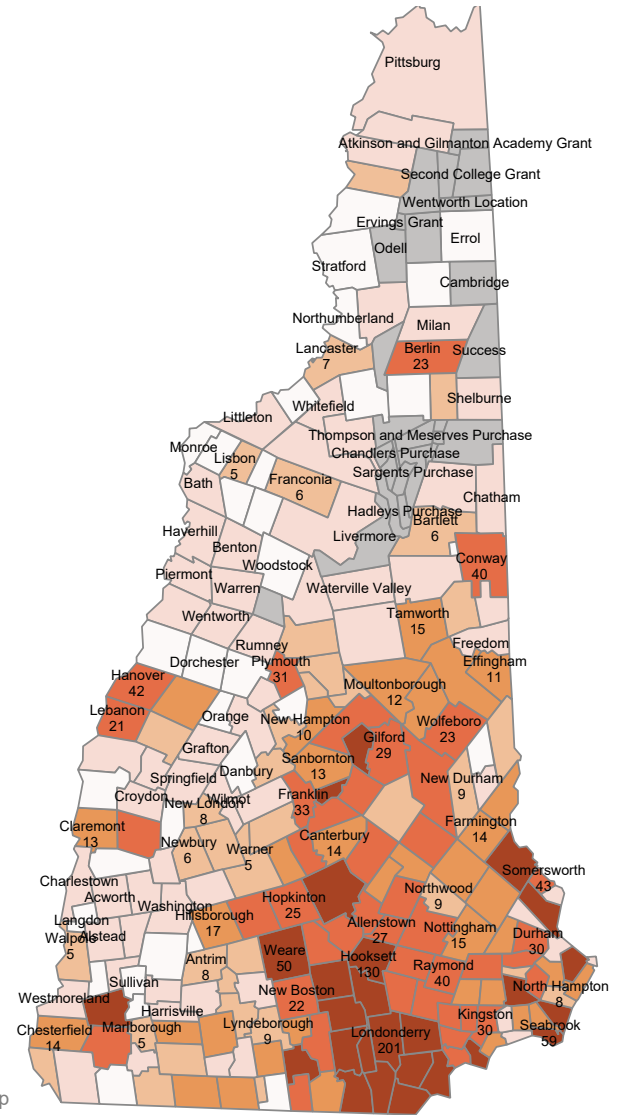 Pittsburg
Atkinson and Gilmanton Academy Grant
Second College Grant
Wentworth Location
Ervings Grant
Errol
Odell
Stratford
Cambridge
Northumberland
Milan
Lancaster
7
Berlin
23
Success
Shelburne
Whitefield
Littleton
Thompson and Meserves Purchase
Monroe
Chandlers Purchase
Lisbon
5
Sargents Purchase
Bath
Franconia
6
Chatham
Hadleys Purchase
Bartlett
6
Haverhill
Livermore
Benton
Conway
40
Woodstock
Piermont
Warren
Waterville Valley
Wentworth
Tamworth
15
Rumney
Freedom
Dorchester
Plymouth
31
Effingham
11
Hanover
42
Moultonborough
12
Lebanon
21
Orange
New Hampton
10
Wolfeboro
23
Gilford
29
Grafton
Sanbornton
13
Danbury
Springfield
New Durham
9
Croydon
Wilmot
Franklin
33
New London
8
Claremont
13
Farmington
14
Canterbury
14
Newbury
6
Warner
5
Somersworth
43
Charlestown
Northwood
9
Acworth
Washington
Hopkinton
25
Langdon
Hillsborough
17
Allenstown
27
Nottingham
15
Durham
30
Walpole
5
Alstead
Weare
50
Hooksett
130
Antrim
8
Raymond
40
Sullivan
North Hampton
8
Westmoreland
New Boston
22
Harrisville
Kingston
30
Seabrook
59
Chesterfield
14
Marlborough
5
Lyndeborough
9
Londonderry
201
p